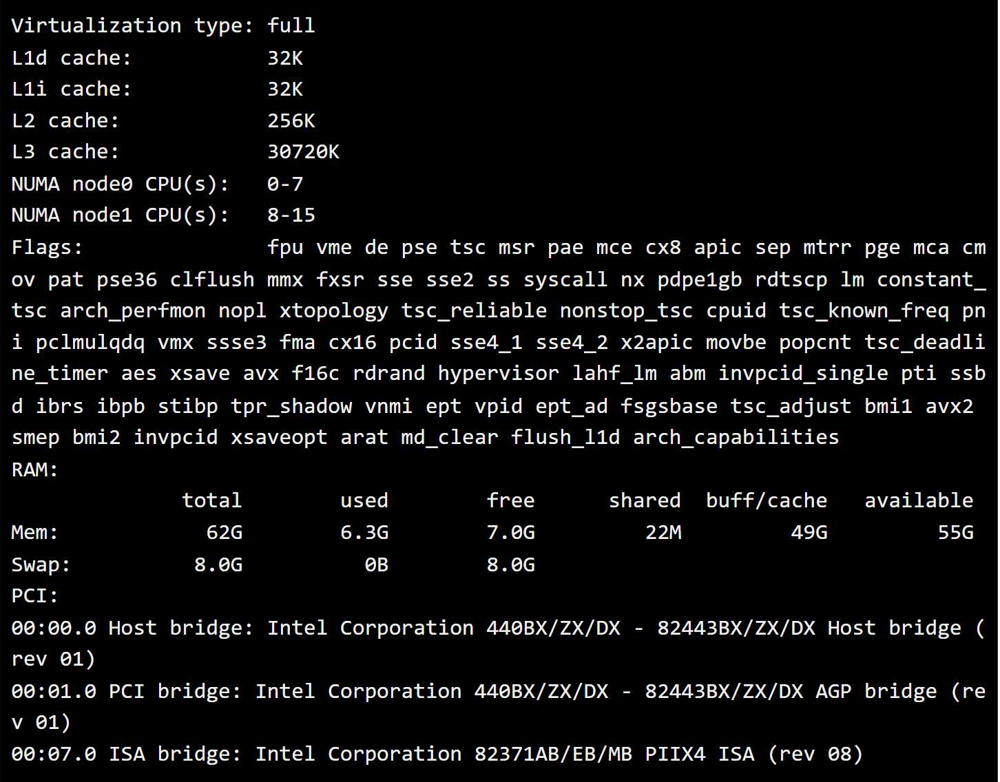 Virtualization type: full
L1d cache:           32K
L1i cache:           32K
L2 cache:            256K
L3 cache:            30720K
NUMA node0 CPU(s):   0-7
NUMA node1 CPU(s):   8-15
Flags:               fpu vme de pse tsc msr pae mce cx8 apic sep mtrr pge mca cm
ov pat pse36 clflush mmx fxsr sse sse2 ss syscall nx pdpe1gb rdtscp lm constant_
tsc arch_perfmon nopl xtopology tsc_reliable nonstop_tsc cpuid tsc_known_freq pn
i pclmulqdq vmx ssse3 fma cx16 pcid sse4_1 sse4_2 x2apic movbe popcnt tsc_deadli
ne_timer aes xsave avx f16c rdrand hypervisor lahf_lm abm invpcid_single pti ssb
d ibrs ibpb stibp tpr_shadow vnmi ept vpid ept_ad fsgsbase tsc_adjust bmi1 avx2
smep bmi2 invpcid xsaveopt arat md_clear flush_l1d arch_capabilities
RAM:
              total        used        free      shared  buff/cache   available
Mem:            62G        6.3G        7.0G         22M         49G         55G
Swap:          8.0G          0B        8.0G
PCI:
00:00.0 Host bridge: Intel Corporation 440BX/ZX/DX - 82443BX/ZX/DX Host bridge (
rev 01)
00:01.0 PCI bridge: Intel Corporation 440BX/ZX/DX - 82443BX/ZX/DX AGP bridge (re
v 01)
00:07.0 ISA bridge: Intel Corporation 82371AB/EB/MB PIIX4 ISA (rev 08)